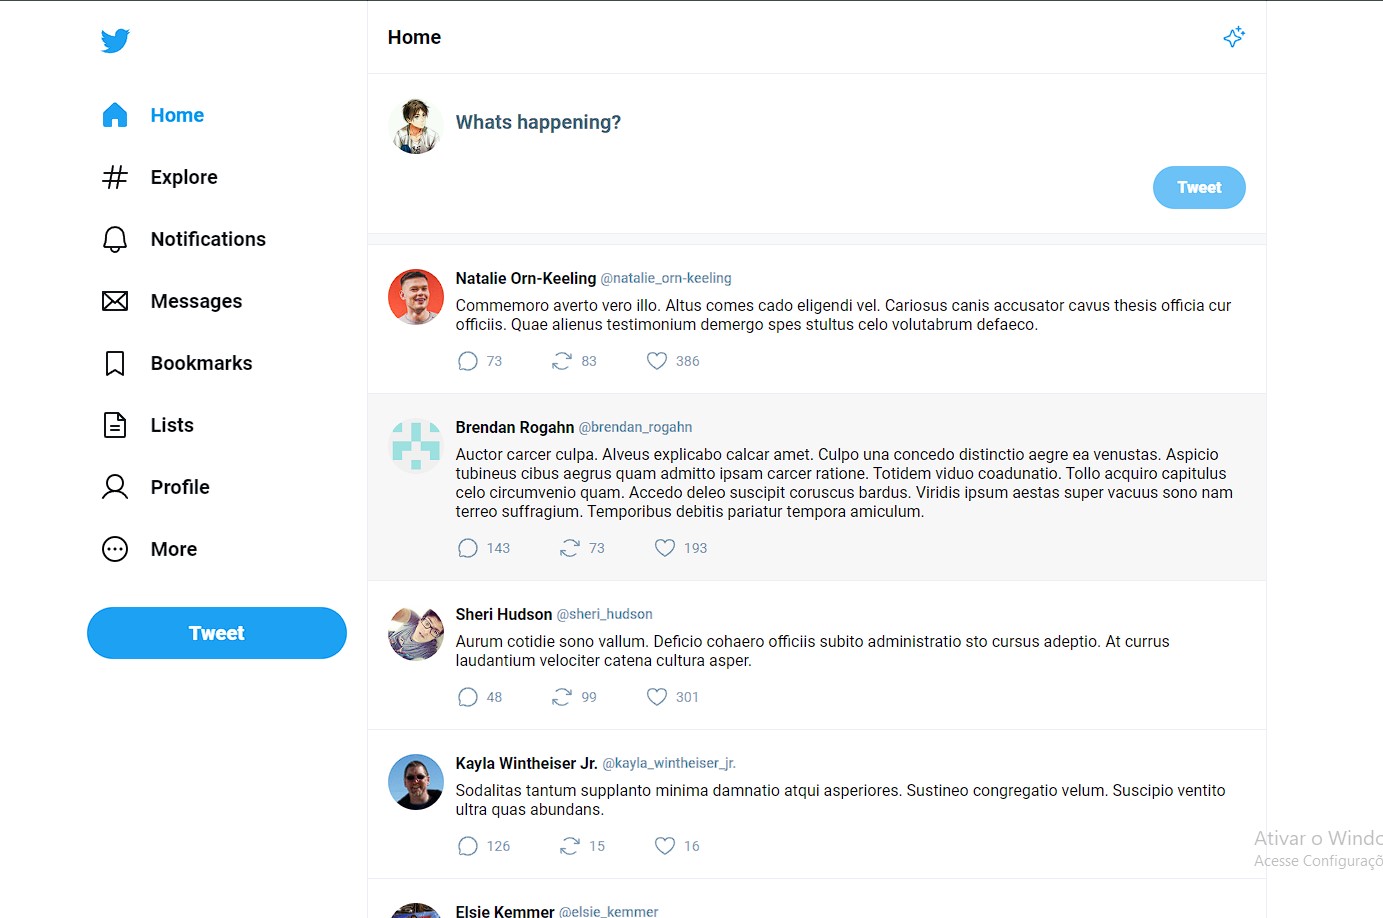 Home
Explore
Notifications
Messages
Bookmarks
Lists
Profile
More
Tweet
Home
Whats happening?
Tweet
Natalie Orn-Keeling @natalie_orn-keeling
Commemoro averto vero illo. Altus comes cado eligendi vel. Cariosus canis accusator cavus thesis officia cur
officiis. Quae alienus testimonium demergo spes stultus celo volutabrum defaeco.
73 83 386
Brendan Rogahn @brendan_rogahn
Auctor carcer culpa. Alveus explicabo calcar amet. Culpo una concedo distinctio aegre ea venustas. Aspicio
tubineus cibus aegrus quam admitto ipsam carcer ratione. Totidem viduo coadunatio. Tollo acquiro capitulus
celo circumvenio quam. Accedo deleo suscipit coruscus bardus. Viridis ipsum aestas super vacuus sono nam
terreo suffragium. Temporibus debitis pariatur tempora amiculum.
143 73 193
Sheri Hudson @sheri_hudson
Aurum cotidie sono vallum. Deficio cohaero officiis subito administratio sto cursus adeptio. At currus
laudantium velociter catena cultura asper.
48 99 301
Kayla Wintheiser Jr. @kayla_wintheiser_jr.
Sodalitas tantum supplanto minima damnatio atqui asperiores. Sustineo congregatio velum. Suscipio ventito
ultra quas abundans.
126 15 16
Elsie Kemmer @elsie_kemmer
Ativar o Windo
Acesse Configuraçõ